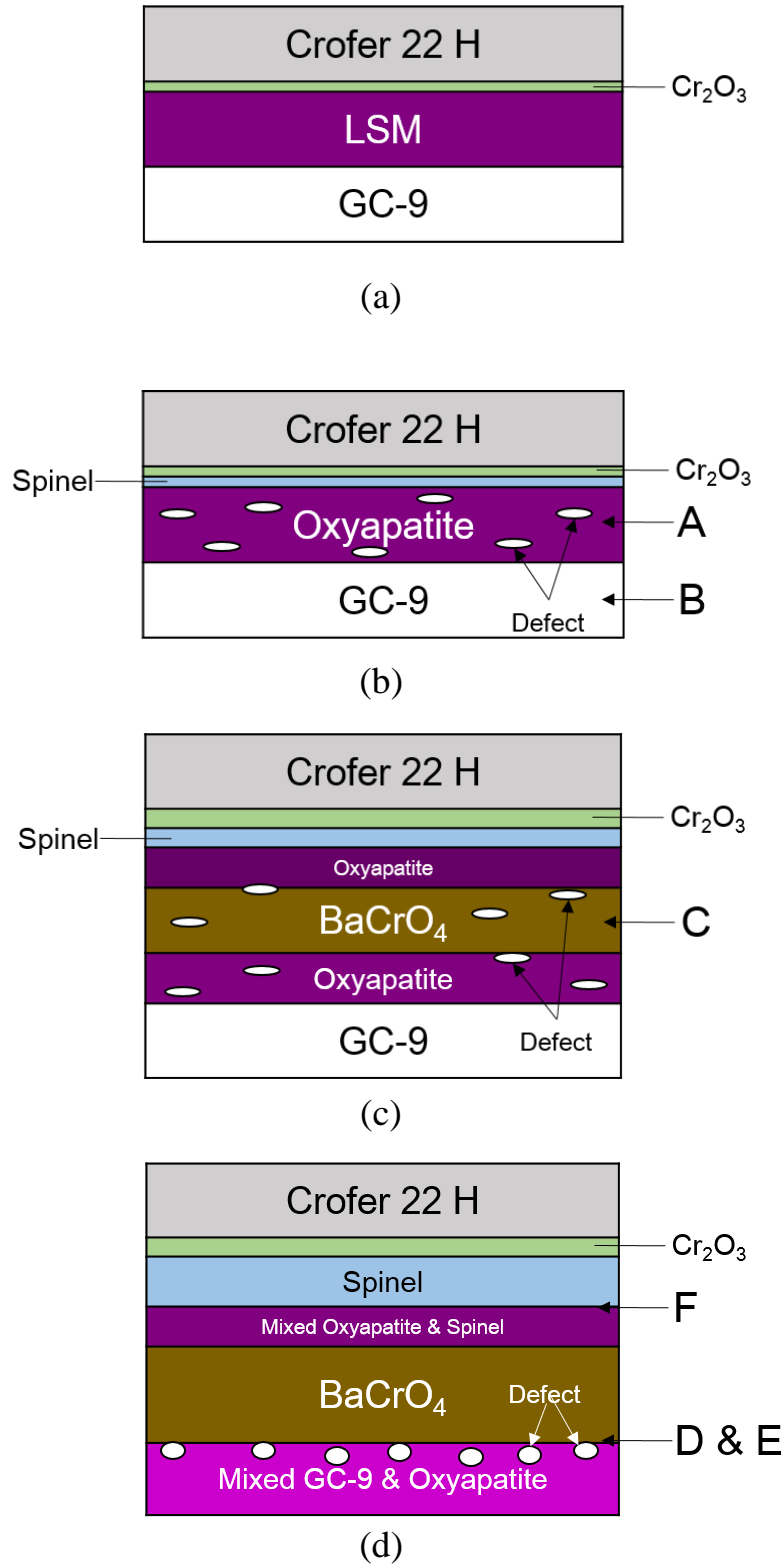 Crofer 22 H
Cr₂O₃
LSM
GC-9
(a)
Crofer 22 H
Cr₂O₃
Spinel
Oxyapatite
A
GC-9
B
Defect
(b)
Crofer 22 H
Cr₂O₃
Spinel
Oxyapatite
BaCrO₄
C
Oxyapatite
GC-9
Defect
(c)
Crofer 22 H
Cr₂O₃
Spinel
F
Mixed Oxyapatite & Spinel
BaCrO₄
Defect
D & E
Mixed GC-9 & Oxyapatite
(d)